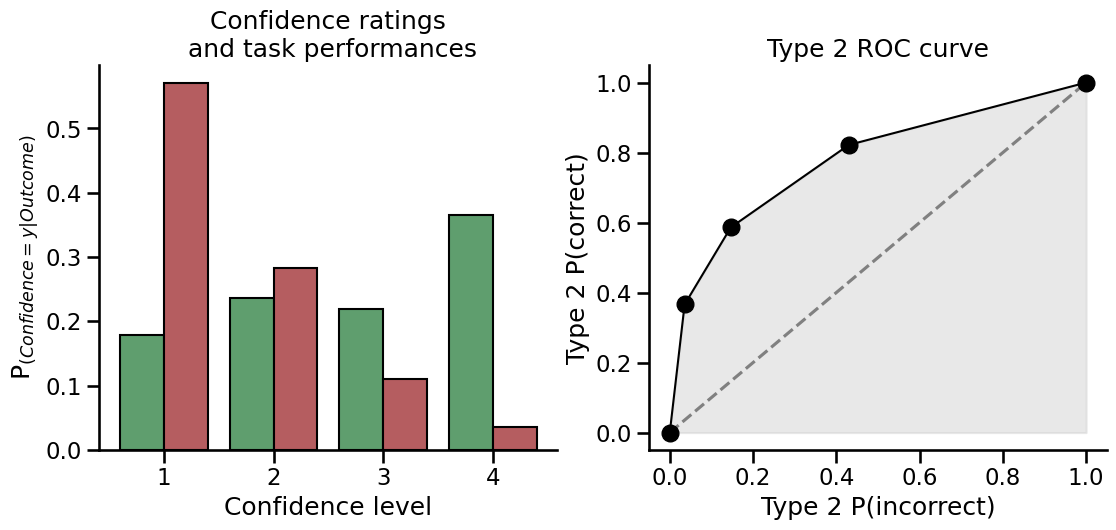 Confidence ratings
and task performances
P(Confidence = y|Outcome)
0.5
0.4
0.3
0.2
0.1
0.0
1 2 3 4
Confidence level
Type 2 ROC curve
Type 2 P(correct)
1.0
0.8
0.6
0.4
0.2
0.0
0.0 0.2 0.4 0.6 0.8 1.0
Type 2 P(incorrect)